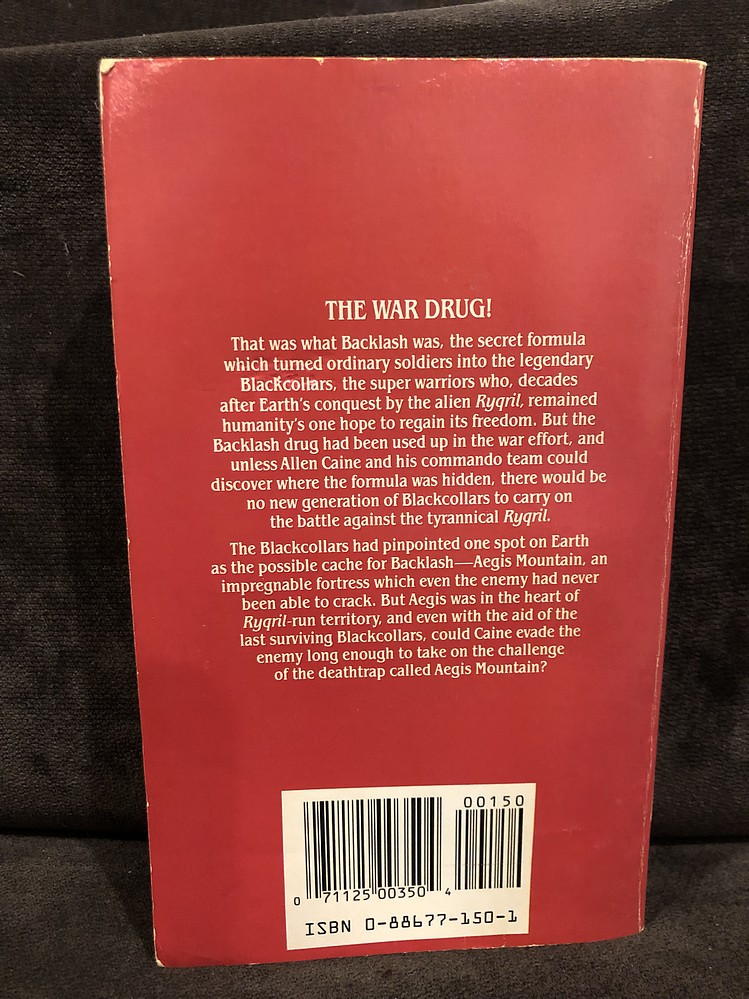 THE WAR DRUG!
That was what Backlash was, the secret formula
which turned ordinary soldiers into the legendary
Blackcollars, the super warriors who, decades
after Earth's conquest by the alien Ryqril, remained
humanity's one hope to regain its freedom. But the
Backlash drug had been used up in the war effort, and
unless Allen Caine and his commando team could
discover where the formula was hidden, there would be
no new generation of Blackcollars to carry on
the battle against the tyrannical Ryqril.
The Blackcollars had pinpointed one spot on Earth
as the possible cache for Backlash—Aegis Mountain, an
impregnable fortress which even the enemy had never
been able to crack. But Aegis was in the heart of
Ryqril-run territory, and even with the aid of the
last surviving Blackcollars, could Caine evade the
enemy long enough to take on the challenge
of the deathtrap called Aegis Mountain?
00150
0 71125 00350 4
ISBN 0-88677-150-1